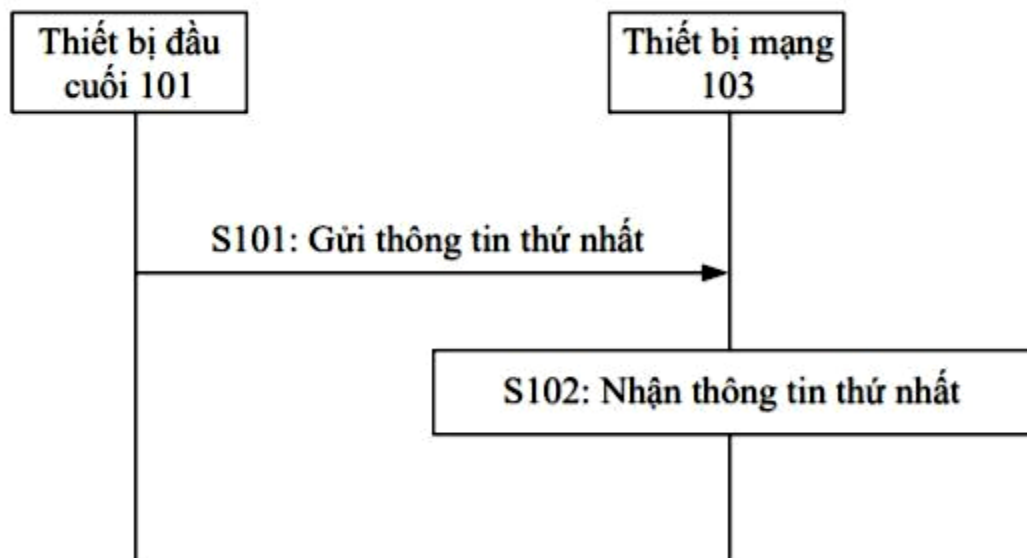 Thiết bị đầu
cuối 101
Thiết bị mạng
103
S101: Gửi thông tin thứ nhất
S102: Nhận thông tin thứ nhất